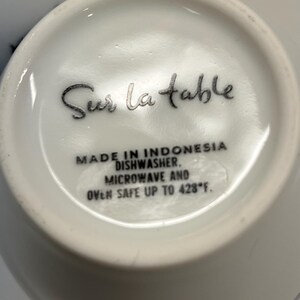 Sur la table
MADE IN INDONESIA
DISHWASHER.
MICROWAVE AND
OVEN SAFE UP TO 428°F.